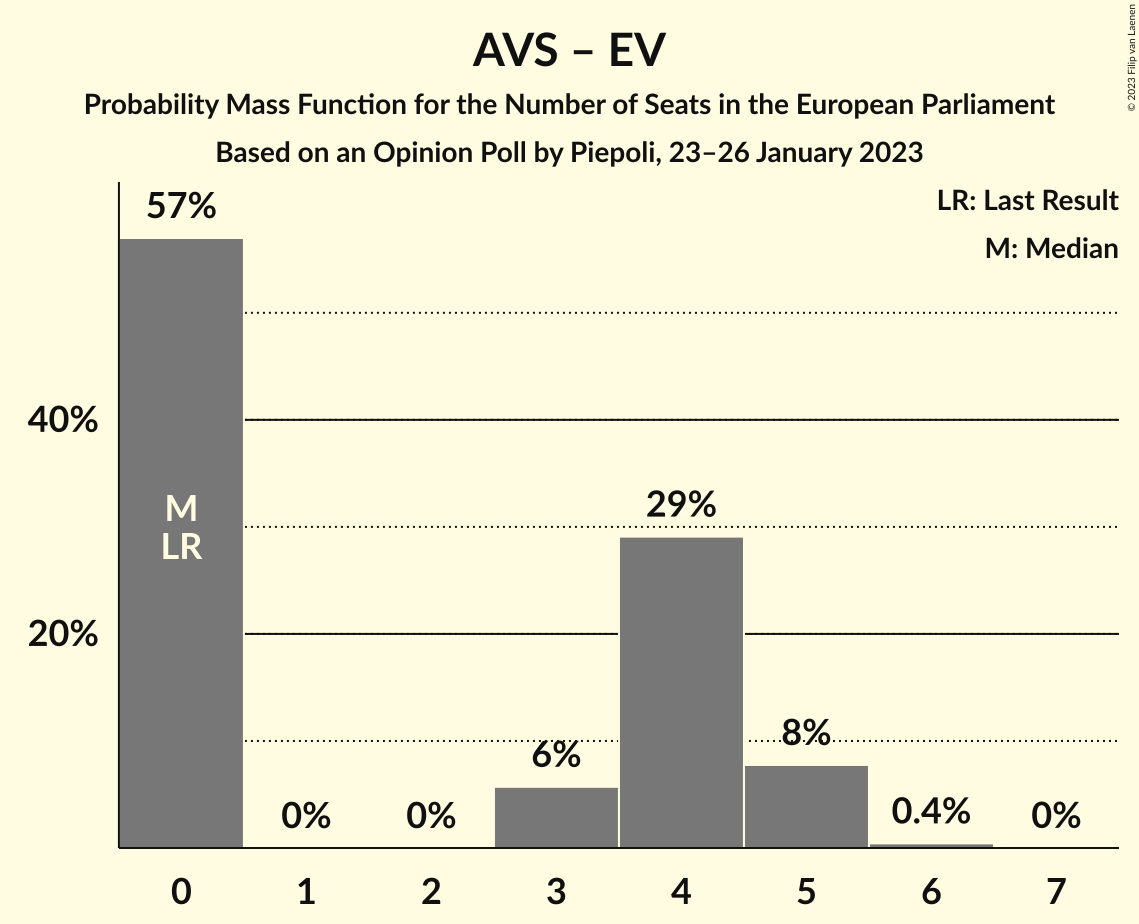 AVS – EV
Probability Mass Function for the Number of Seats in the European Parliament
Based on an Opinion Poll by Piepoli, 23–26 January 2023
© 2023 Filip van Laenen
LR: Last Result
M: Median
57%
40%
20%
M
LR
0%
0%
6%
29%
8%
0.4%
0%
0 1 2 3 4 5 6 7